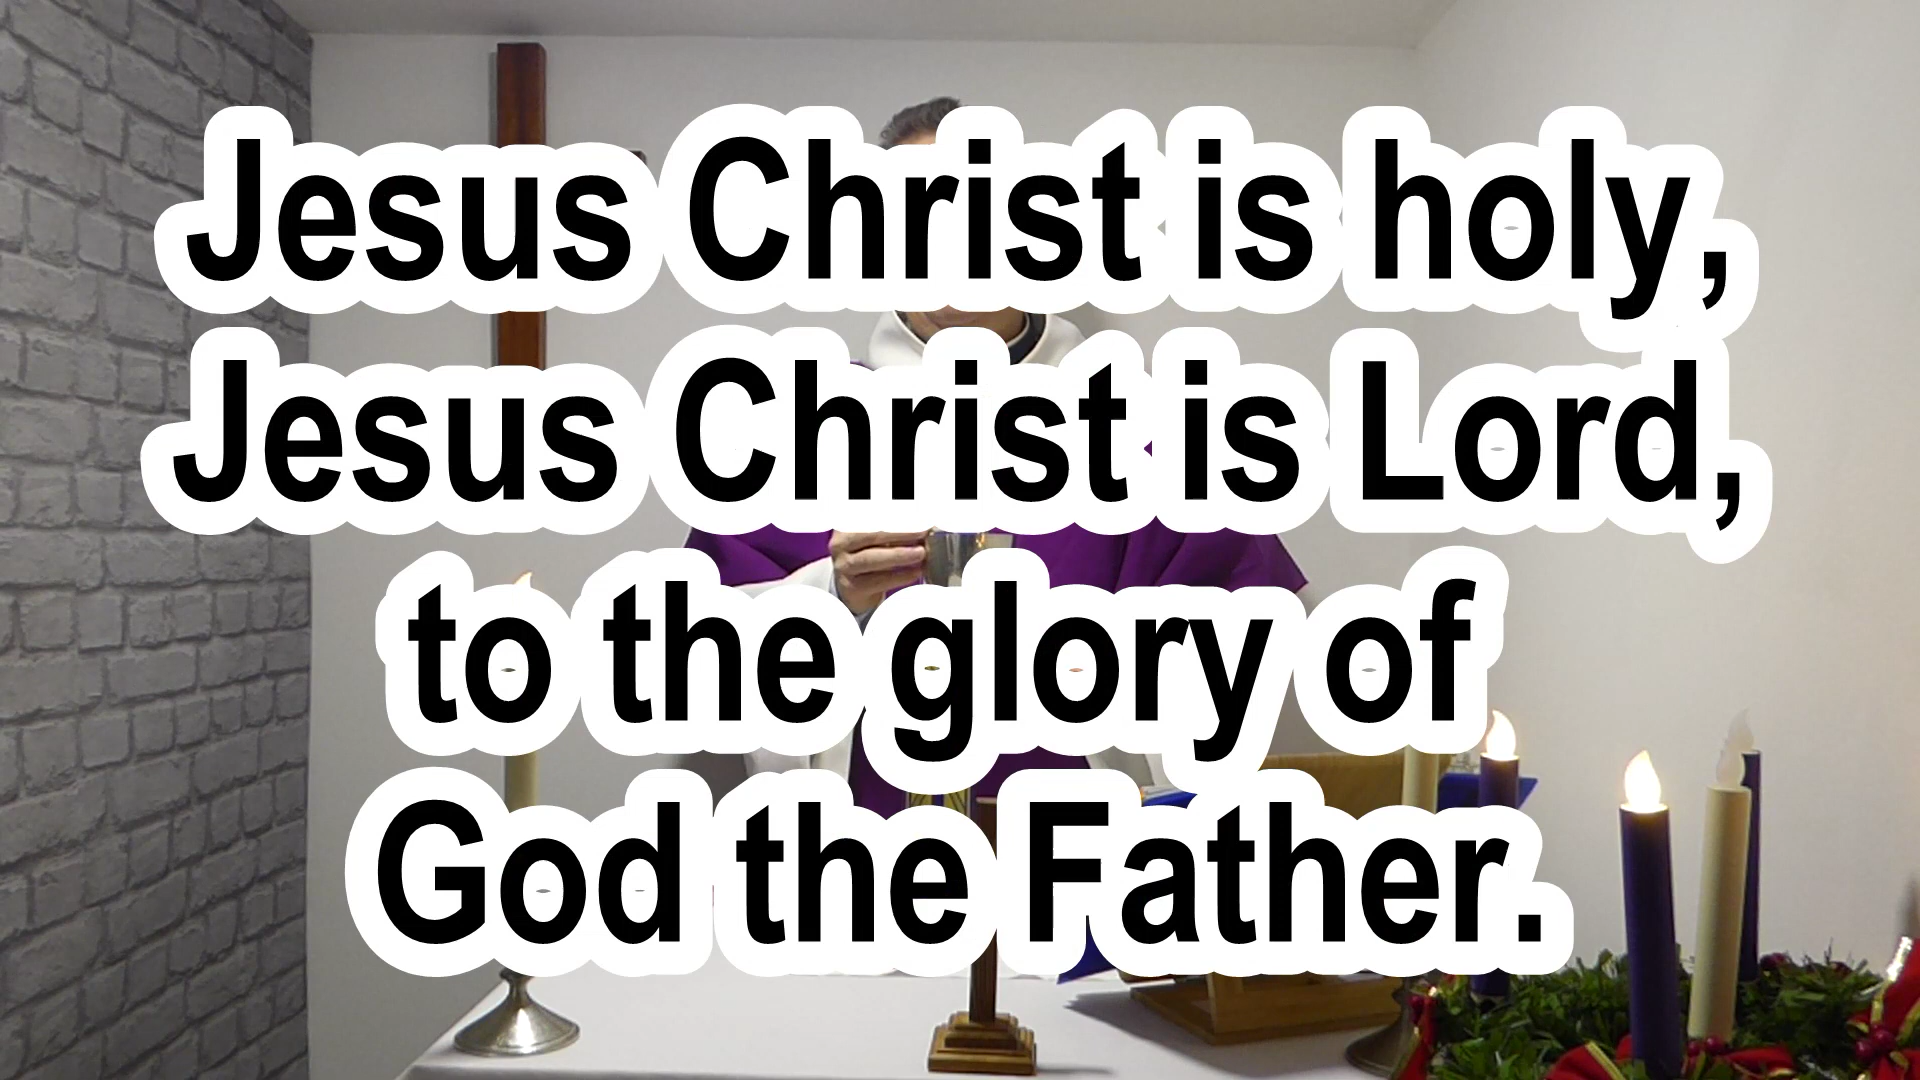 Jesus Christ is holy,
Jesus Christ is Lord,
to the glory of
God the Father.